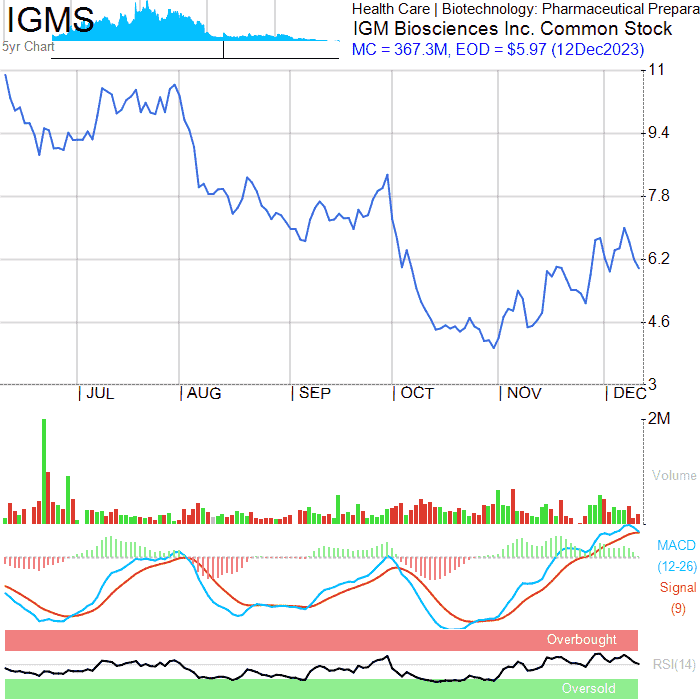 IGMS
5yr Chart
Health Care | Biotechnology: Pharmaceutical Prepara
IGM Biosciences Inc. Common Stock
MC = 367.3M, EOD = $5.97 (12Dec2023)
11
9.4
7.8
6.2
4.6
3
JUL AUG SEP OCT NOV DEC
2M
Volume
MACD
(12-26)
Signal
(9)
Overbought
RSI(14)
Oversold